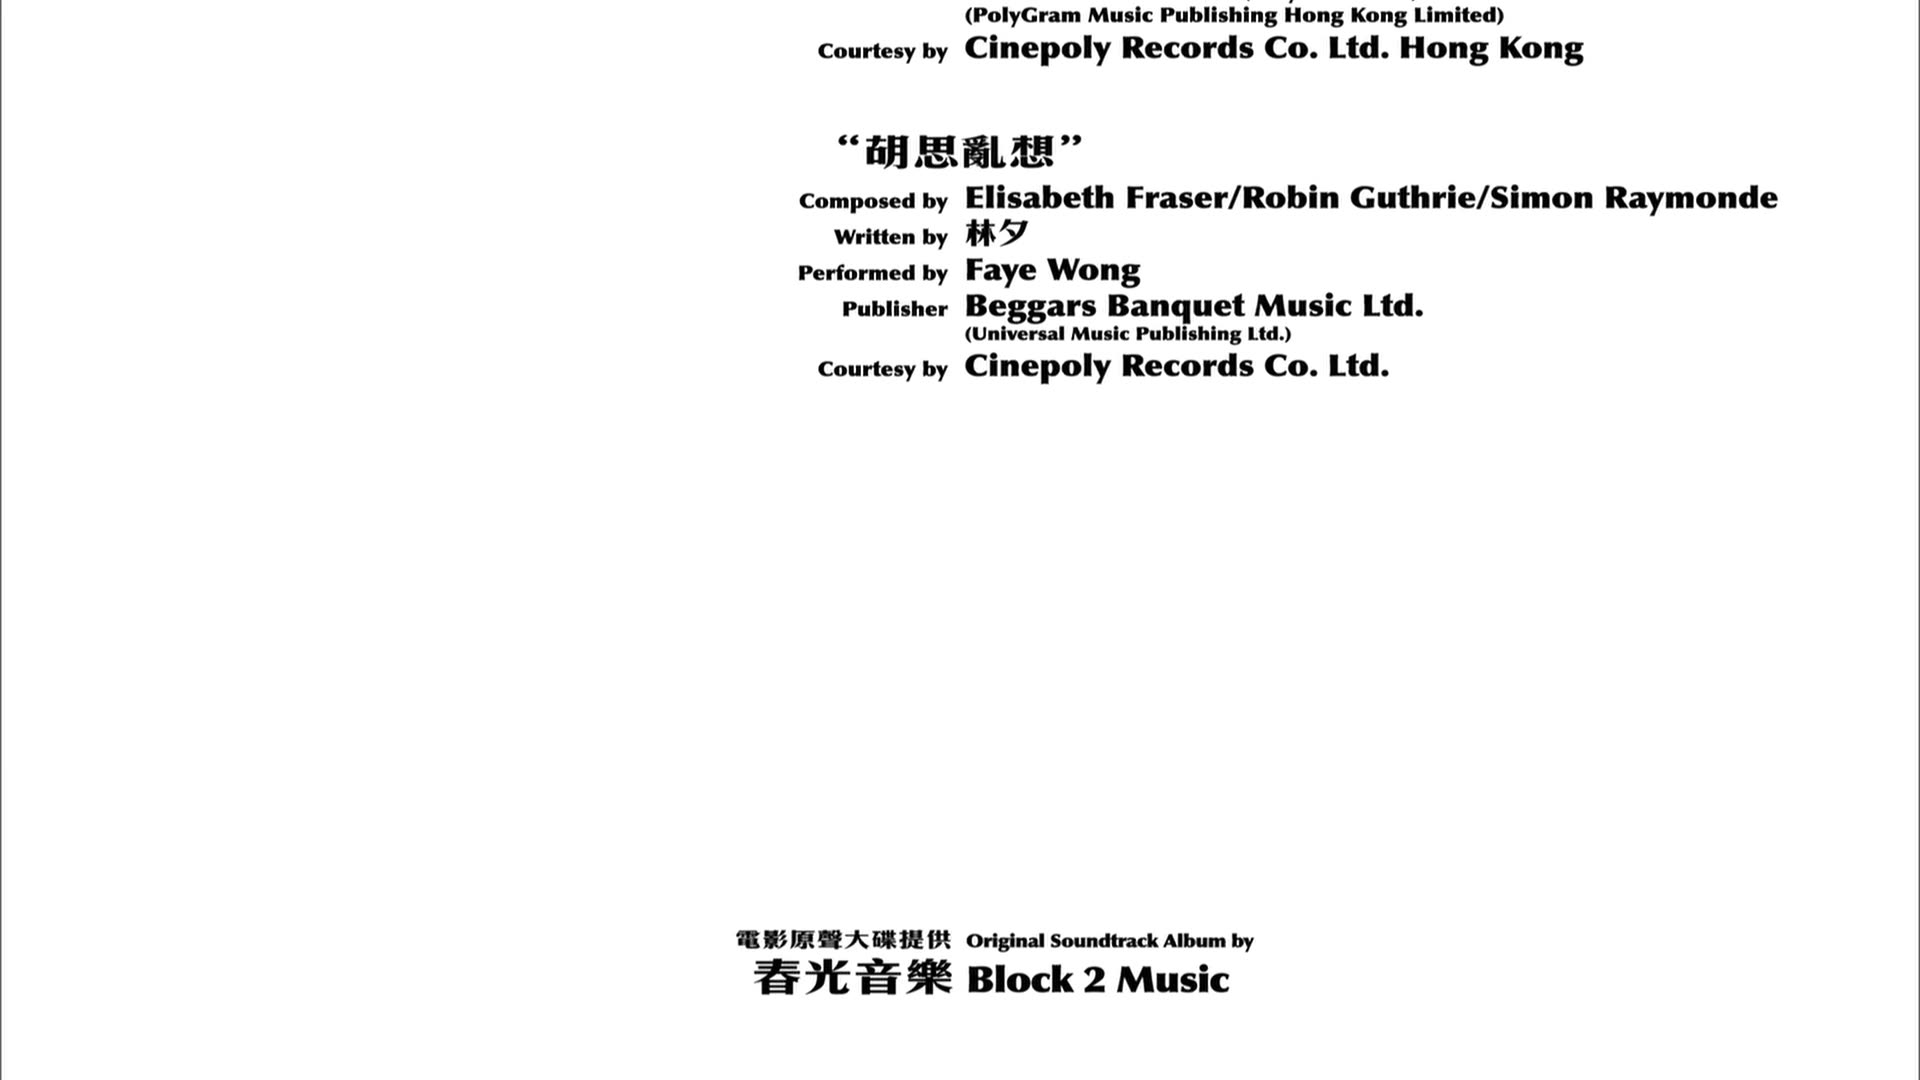 (PolyGram Music Publishing Hong Kong Limited)
Courtesy by Cinepoly Records Co. Ltd. Hong Kong
“胡思亂想”
Composed by Elisabeth Fraser/Robin Guthrie/Simon Raymonde
Written by 林夕
Performed by Faye Wong
Publisher Beggars Banquet Music Ltd.
(Universal Music Publishing Ltd.)
Courtesy by Cinepoly Records Co. Ltd.
電影原聲大碟提供 Original Soundtrack Album by
春光音樂 Block 2 Music